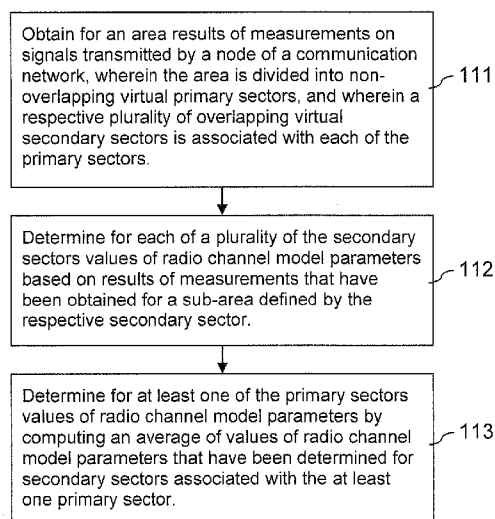 Obtain for an area results of measurements on
signals transmitted by a node of a communication
network, wherein the area is divided into non-
overlapping virtual primary sectors, and wherein a
respective plurality of overlapping virtual
secondary sectors is associated with each of the
primary sectors.
111
Determine for each of a plurality of the secondary
sectors values of radio channel model parameters
based on results of measurements that have
been obtained for a sub-area defined by the
respective secondary sector.
112
Determine for at least one of the primary sectors
values of radio channel model parameters by
computing an average of values of radio channel
model parameters that have been determined for
secondary sectors associated with the at least
one primary sector.
113